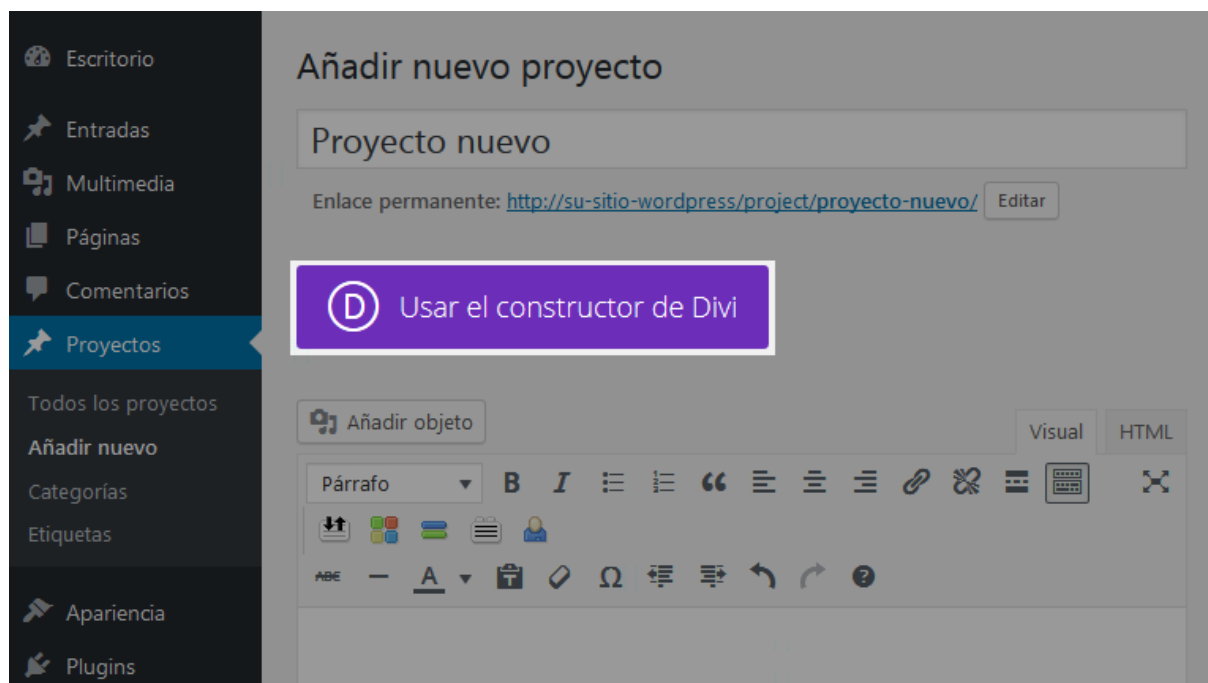 Escritorio
Entradas
Multimedia
Páginas
Comentarios
Proyectos
Todos los proyectos
Añadir nuevo
Categorías
Etiquetas
Apariencia
Plugins
Añadir nuevo proyecto
Proyecto nuevo
Enlace permanente: http://su-sitio-wordpress/project/proyecto-nuevo/ Editar
D Usar el constructor de Divi
Añadir objeto
Visual HTML
Párrafo B I
ABC A T Ω ?